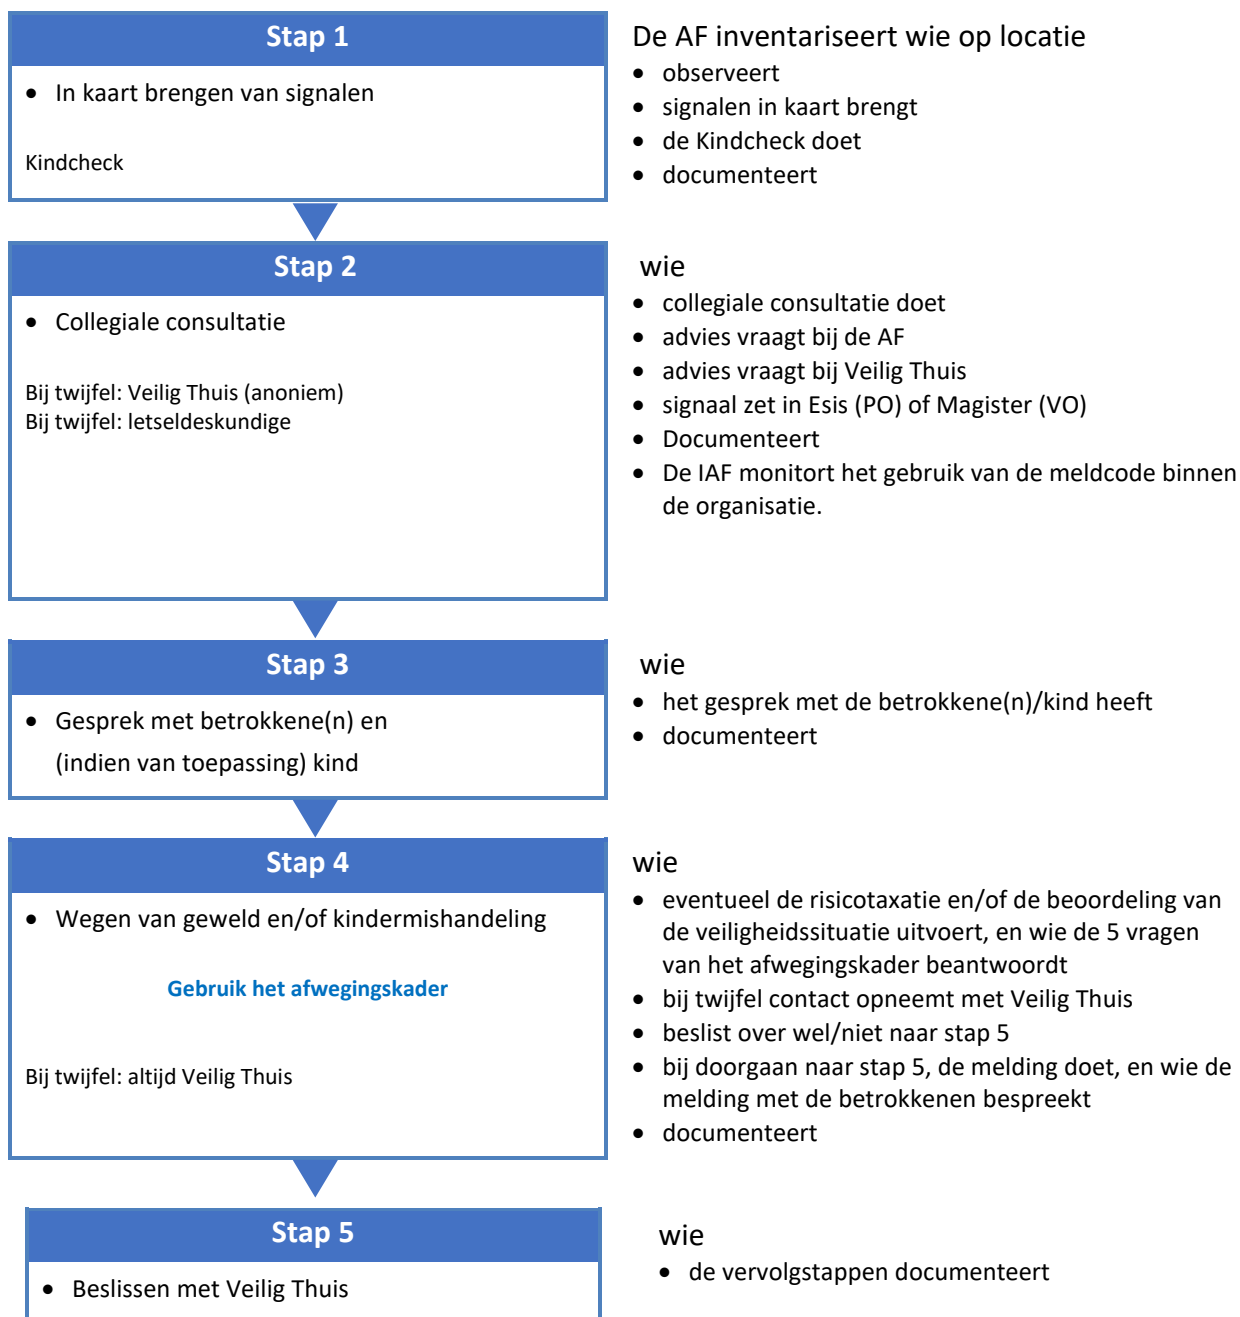 Stap 1
• In kaart brengen van signalen
Kindcheck
De AF inventariseert wie op locatie
• observeert
• signalen in kaart brengt
• de Kindcheck doet
• documenteert
Stap 2
• Collegiale consultatie
Bij twijfel: Veilig Thuis (anoniem)
Bij twijfel: letseldeskundige
wie
• collegiale consultatie doet
• advies vraagt bij de AF
• advies vraagt bij Veilig Thuis
• signaal zet in Esis (PO) of Magister (VO)
• Documenteert
• De IAF monitort het gebruik van de meldcode binnen
de organisatie.
Stap 3
• Gesprek met betrokkene(n) en
(indien van toepassing) kind
wie
• het gesprek met de betrokkene(n)/kind heeft
• documenteert
Stap 4
• Wegen van geweld en/of kindermishandeling
Gebruik het afwegingskader
Bij twijfel: altijd Veilig Thuis
wie
• eventueel de risicotaxatie en/of de beoordeling van
de veiligheidssituatie uitvoert, en wie de 5 vragen
van het afwegingskader beantwoordt
• bij twijfel contact opneemt met Veilig Thuis
• beslist over wel/niet naar stap 5
• bij doorgaan naar stap 5, de melding doet, en wie de
melding met de betrokkenen bespreekt
• documenteert
Stap 5
• Beslissen met Veilig Thuis
wie
• de vervolgstappen documenteert